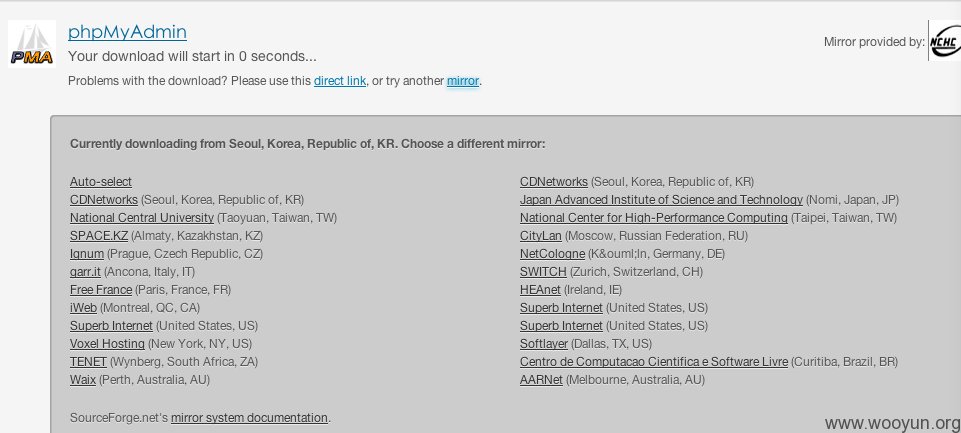 phpMyAdmin
PMA
Your download will start in 0 seconds...
Mirror provided by:
NCHC
Problems with the download? Please use this direct link, or try another mirror.
Currently downloading from Seoul, Korea, Republic of, KR. Choose a different mirror:
Auto-select
CDNetworks (Seoul, Korea, Republic of, KR)
National Central University (Taoyuan, Taiwan, TW)
SPACE.KZ (Almaty, Kazakhstan, KZ)
Ignum (Prague, Czech Republic, CZ)
garr.it (Ancona, Italy, IT)
Free France (Paris, France, FR)
iWeb (Montreal, QC, CA)
Superb Internet (United States, US)
Voxel Hosting (New York, NY, US)
TENET (Wynberg, South Africa, ZA)
Waix (Perth, Australia, AU)
CDNetworks (Seoul, Korea, Republic of, KR)
Japan Advanced Institute of Science and Technology (Nomi, Japan, JP)
National Center for High-Performance Computing (Taipei, Taiwan, TW)
CityLan (Moscow, Russian Federation, RU)
NetCologne (K&ouml;ln, Germany, DE)
SWITCH (Zurich, Switzerland, CH)
HEAnet (Ireland, IE)
Superb Internet (United States, US)
Superb Internet (United States, US)
Softlayer (Dallas, TX, US)
Centro de Computacao Cientifica e Software Livre (Curitiba, Brazil, BR)
AARNet (Melbourne, Australia, AU)
SourceForge.net's mirror system documentation.
www.wooyun.org